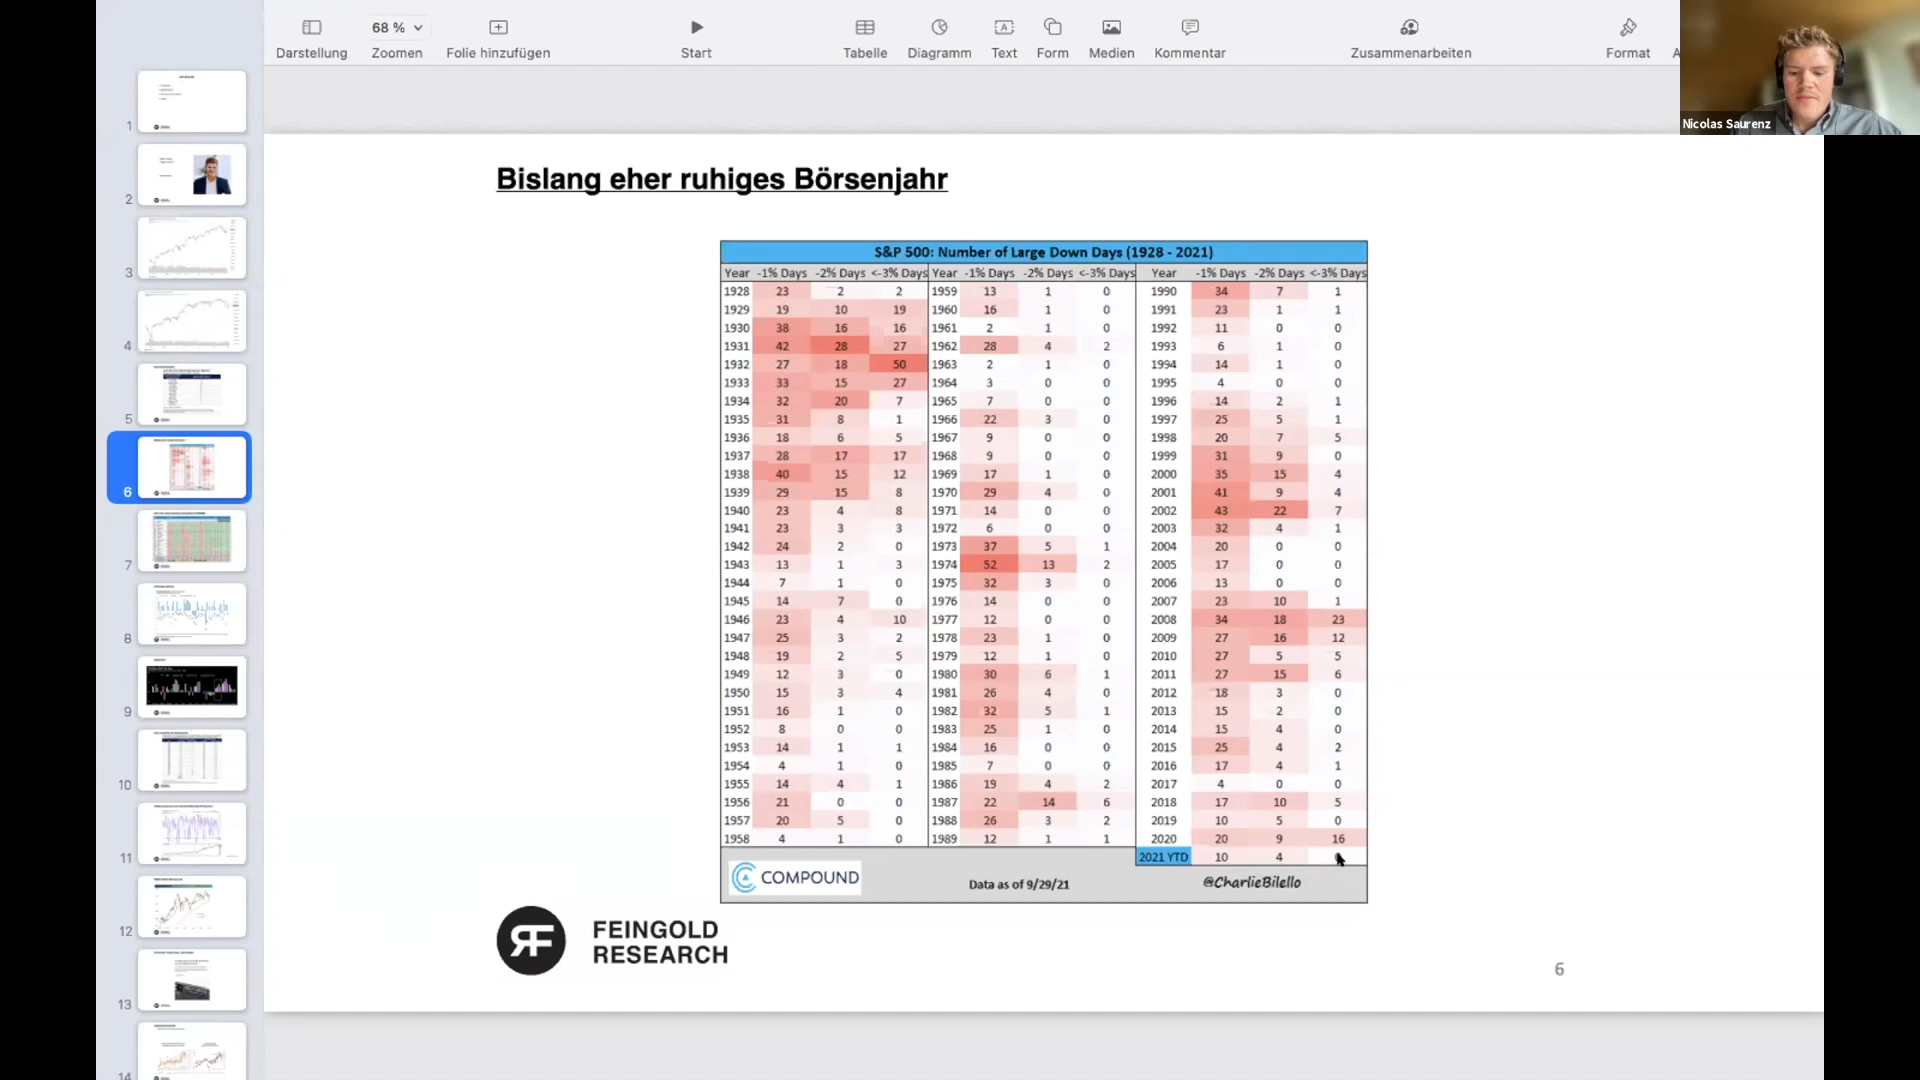 68 %
Darstellung Zoomen Folie hinzufügen Start Tabelle Diagramm Text Form Medien Kommentar Zusammenarbeiten Format A
Nicolas Saurenz
1
2
3
4
5
6
7
8
9
10
11
12
13
14
Bislang eher ruhiges Börsenjahr
S&P 500: Number of Large Down Days (1928 - 2021)
Year -1% Days -2% Days <-3% Days Year -1% Days -2% Days <-3% Days Year -1% Days -2% Days <-3% Days
1928 23 2 2 1959 13 1 0 1990 34 7 1
1929 19 10 19 1960 16 1 0 1991 23 1 1
1930 38 16 16 1961 2 1 0 1992 11 0 0
1931 42 28 27 1962 28 4 2 1993 6 1 0
1932 27 18 50 1963 2 1 0 1994 14 1 0
1933 33 15 27 1964 3 0 0 1995 4 0 0
1934 32 20 7 1965 7 0 0 1996 14 2 1
1935 31 8 1 1966 22 3 0 1997 25 5 1
1936 18 6 5 1967 9 0 0 1998 20 7 5
1937 28 17 17 1968 9 0 0 1999 31 9 0
1938 40 15 12 1969 17 1 0 2000 35 15 4
1939 29 15 8 1970 29 4 0 2001 41 9 4
1940 23 4 8 1971 14 0 0 2002 43 22 7
1941 23 3 3 1972 6 0 0 2003 32 4 1
1942 24 2 0 1973 37 5 1 2004 20 0 0
1943 13 1 3 1974 52 13 2 2005 17 0 0
1944 7 1 0 1975 32 3 0 2006 13 0 0
1945 14 7 0 1976 14 0 0 2007 23 10 1
1946 23 4 10 1977 12 0 0 2008 34 18 23
1947 25 3 2 1978 23 1 0 2009 27 16 12
1948 19 2 5 1979 12 1 0 2010 27 5 5
1949 12 3 0 1980 30 6 1 2011 27 15 6
1950 15 3 4 1981 26 4 0 2012 18 3 0
1951 16 1 0 1982 32 5 1 2013 15 2 0
1952 8 0 0 1983 25 1 0 2014 15 4 0
1953 14 1 1 1984 16 0 0 2015 25 4 2
1954 4 1 0 1985 7 0 0 2016 17 4 1
1955 14 4 1 1986 19 4 2 2017 4 0 0
1956 21 0 0 1987 22 14 6 2018 17 10 5
1957 20 5 0 1988 26 3 2 2019 10 5 0
1958 4 1 0 1989 12 1 1 2020 20 9 16
2021 YTD 10 4
COMPOUND
Data as of 9/29/21
@CharlieBilello
RF
FEINGOLD
RESEARCH
6